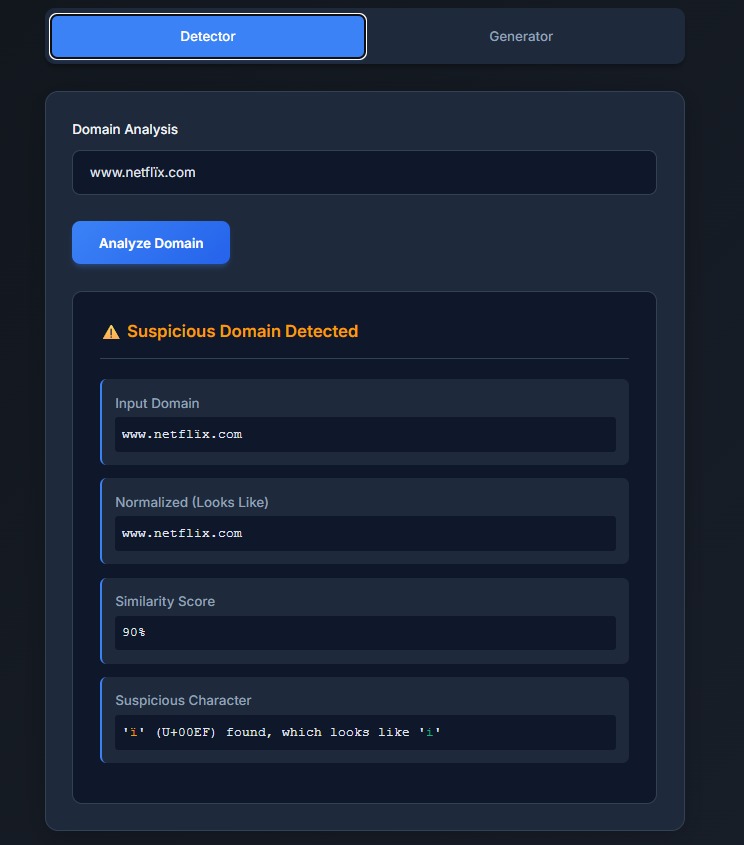 Detector
Generator
Domain Analysis
www.netflïx.com
Analyze Domain
⚠ Suspicious Domain Detected
Input Domain
www.netflïx.com
Normalized (Looks Like)
www.netflix.com
Similarity Score
90%
Suspicious Character
'ï' (U+00EF) found, which looks like 'i'